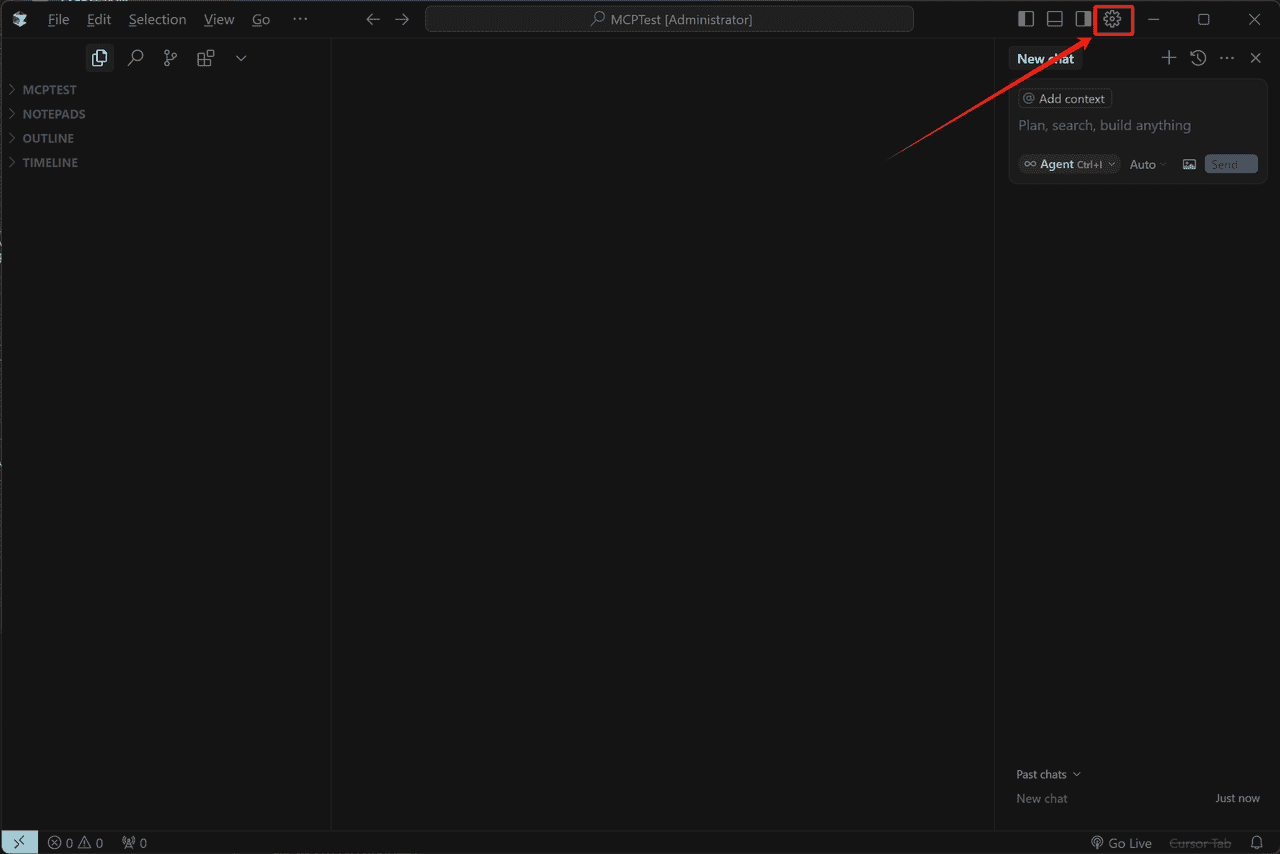 File Edit Selection View Go ···
MCPTest [Administrator]
MCPTEST
NOTEPADS
OUTLINE
TIMELINE
New chat
@ Add context
Plan, search, build anything
∞ Agent Ctrl+I Auto Send
Past chats
New chat Just now
0 0 0
Go Live Cursor Tab